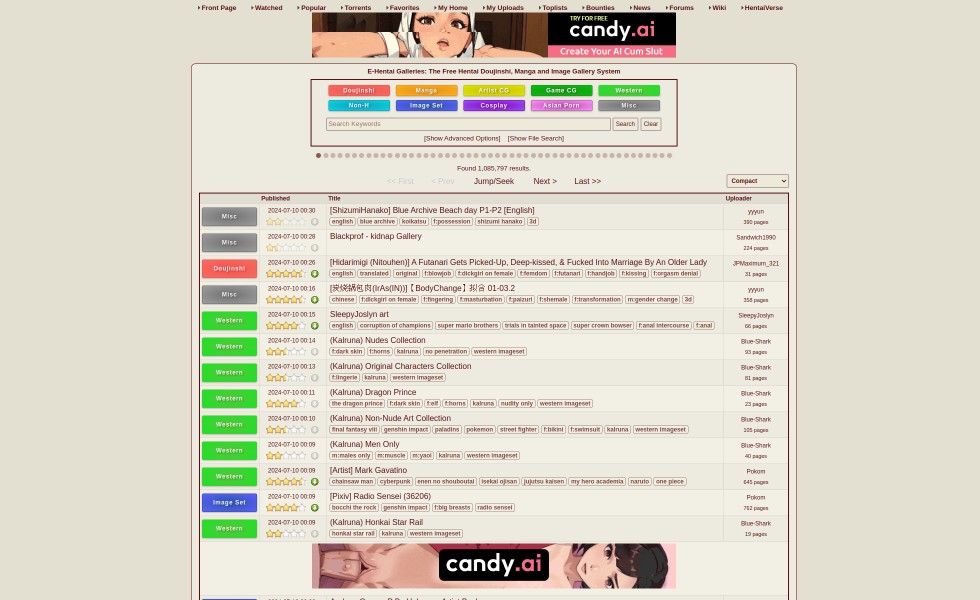 Front Page Watched Popular Torrents Favorites My Home My Uploads Toplists Bounties News Forums Wiki HentaiVerse
TRY FOR FREE
candy.ai
Create Your AI Cum Slut
E-Hentai Galleries: The Free Hentai Doujinshi, Manga and Image Gallery System
Doujinshi Manga Artist CG Game CG Western
Non-H Image Set Cosplay Asian Porn Misc
Search Keywords Search Clear
[Show Advanced Options] [Show File Search]
Found 1,085,797 results.
<< First < Prev Jump/Seek Next > Last >> Compact
Published Title Uploader
Misc 2024-07-10 00:30 [ShizumiHanako] Blue Archive Beach day P1-P2 [English] yyyun
english blue archive koikatsu f:possession shizumi hanako 3d 390 pages
Misc 2024-07-10 00:28 Blackprof - kidnap Gallery Sandwich1990
224 pages
Doujinshi 2024-07-10 00:26 [Hidarimigi (Nitouhen)] A Futanari Gets Picked-Up, Deep-kissed, & Fucked Into Marriage By An Older Lady JPMaximum_321
english translated original f:blowjob f:dickgirl on female f:femdom f:futanari f:handjob f:kissing f:orgasm denial 31 pages
Misc 2024-07-10 00:16 [炭烧锅包肉(IrAs(IN))]【BodyChange】拟合 01-03.2 yyyun
chinese f:dickgirl on female f:fingering f:masturbation f:paizuri f:shemale f:transformation m:gender change 3d 358 pages
Western 2024-07-10 00:15 SleepyJoslyn art SleepyJoslyn
english corruption of champions super mario brothers trials in tainted space super crown bowser f:anal intercourse f:anal 66 pages
Western 2024-07-10 00:14 (Kalruna) Nudes Collection Blue-Shark
f:dark skin f:horns kalruna no penetration western imageset 93 pages
Western 2024-07-10 00:13 (Kalruna) Original Characters Collection Blue-Shark
f:lingerie kalruna western imageset 81 pages
Western 2024-07-10 00:11 (Kalruna) Dragon Prince Blue-Shark
the dragon prince f:dark skin f:elf f:horns kalruna nudity only western imageset 23 pages
Western 2024-07-10 00:10 (Kalruna) Non-Nude Art Collection Blue-Shark
final fantasy viii genshin impact paladins pokemon street fighter f:bikini f:swimsuit kalruna western imageset 105 pages
Western 2024-07-10 00:09 (Kalruna) Men Only Blue-Shark
m:males only m:muscle m:yaoi kalruna western imageset 40 pages
Western 2024-07-10 00:09 [Artist] Mark Gavatino Pokom
chainsaw man cyberpunk enen no shouboutai isekai ojisan jujutsu kaisen my hero academia naruto one piece 645 pages
Image Set 2024-07-10 00:09 [Pixiv] Radio Sensei (36206) Pokom
bocchi the rock genshin impact f:big breasts radio sensei 762 pages
Western 2024-07-10 00:09 (Kalruna) Honkai Star Rail Blue-Shark
honkai star rail kalruna western imageset 19 pages
candy.ai